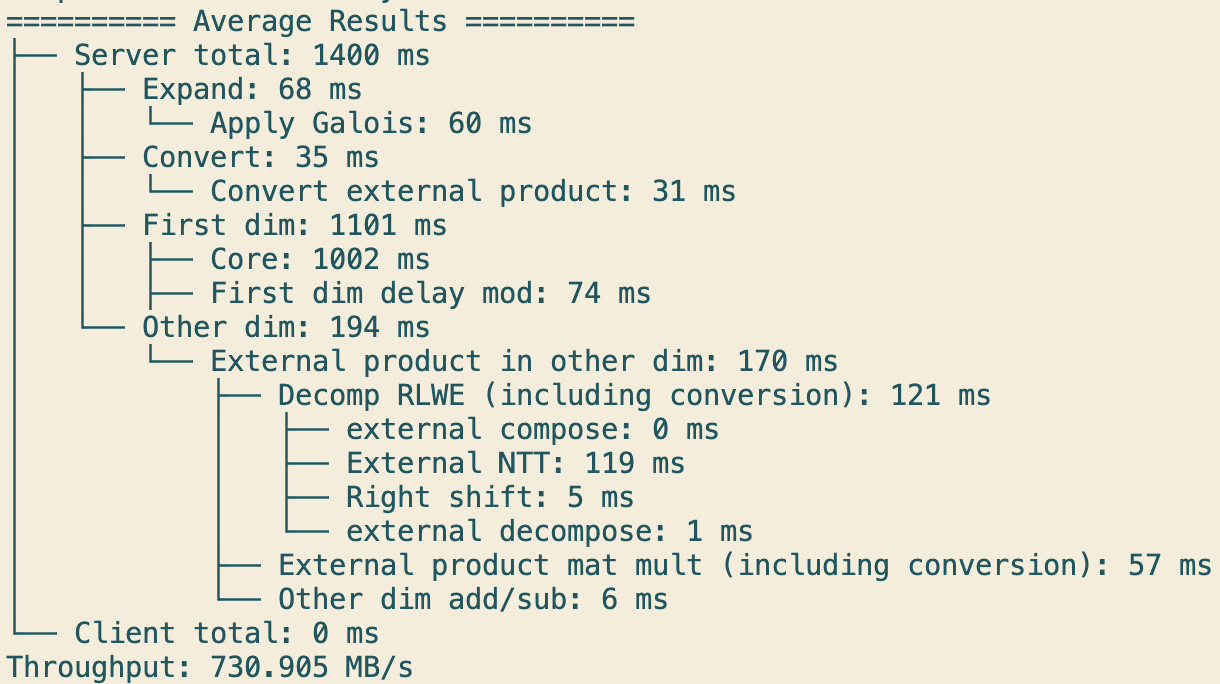 ========== Average Results ==========
├── Server total: 1400 ms
│   ├── Expand: 68 ms
│   │   └── Apply Galois: 60 ms
│   ├── Convert: 35 ms
│   │   └── Convert external product: 31 ms
│   ├── First dim: 1101 ms
│   │   ├── Core: 1002 ms
│   │   ├── First dim delay mod: 74 ms
│   └── Other dim: 194 ms
│       └── External product in other dim: 170 ms
│           ├── Decomp RLWE (including conversion): 121 ms
│           │   ├── external compose: 0 ms
│           │   ├── External NTT: 119 ms
│           │   ├── Right shift: 5 ms
│           │   └── external decompose: 1 ms
│           ├── External product mat mult (including conversion): 57 ms
│           └── Other dim add/sub: 6 ms
└── Client total: 0 ms
Throughput: 730.905 MB/s